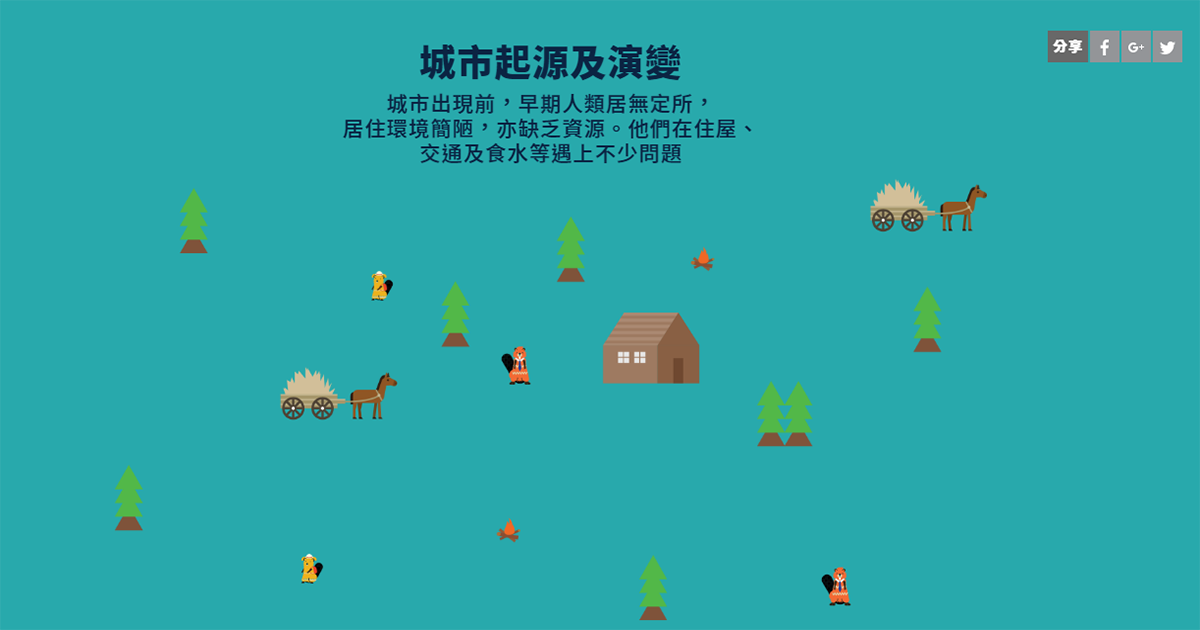 城市起源及演變
分享
G+
城市出現前，早期人類居無定所，
居住環境簡陋，亦缺乏資源。他們在住屋、
交通及食水等遇上不少問題